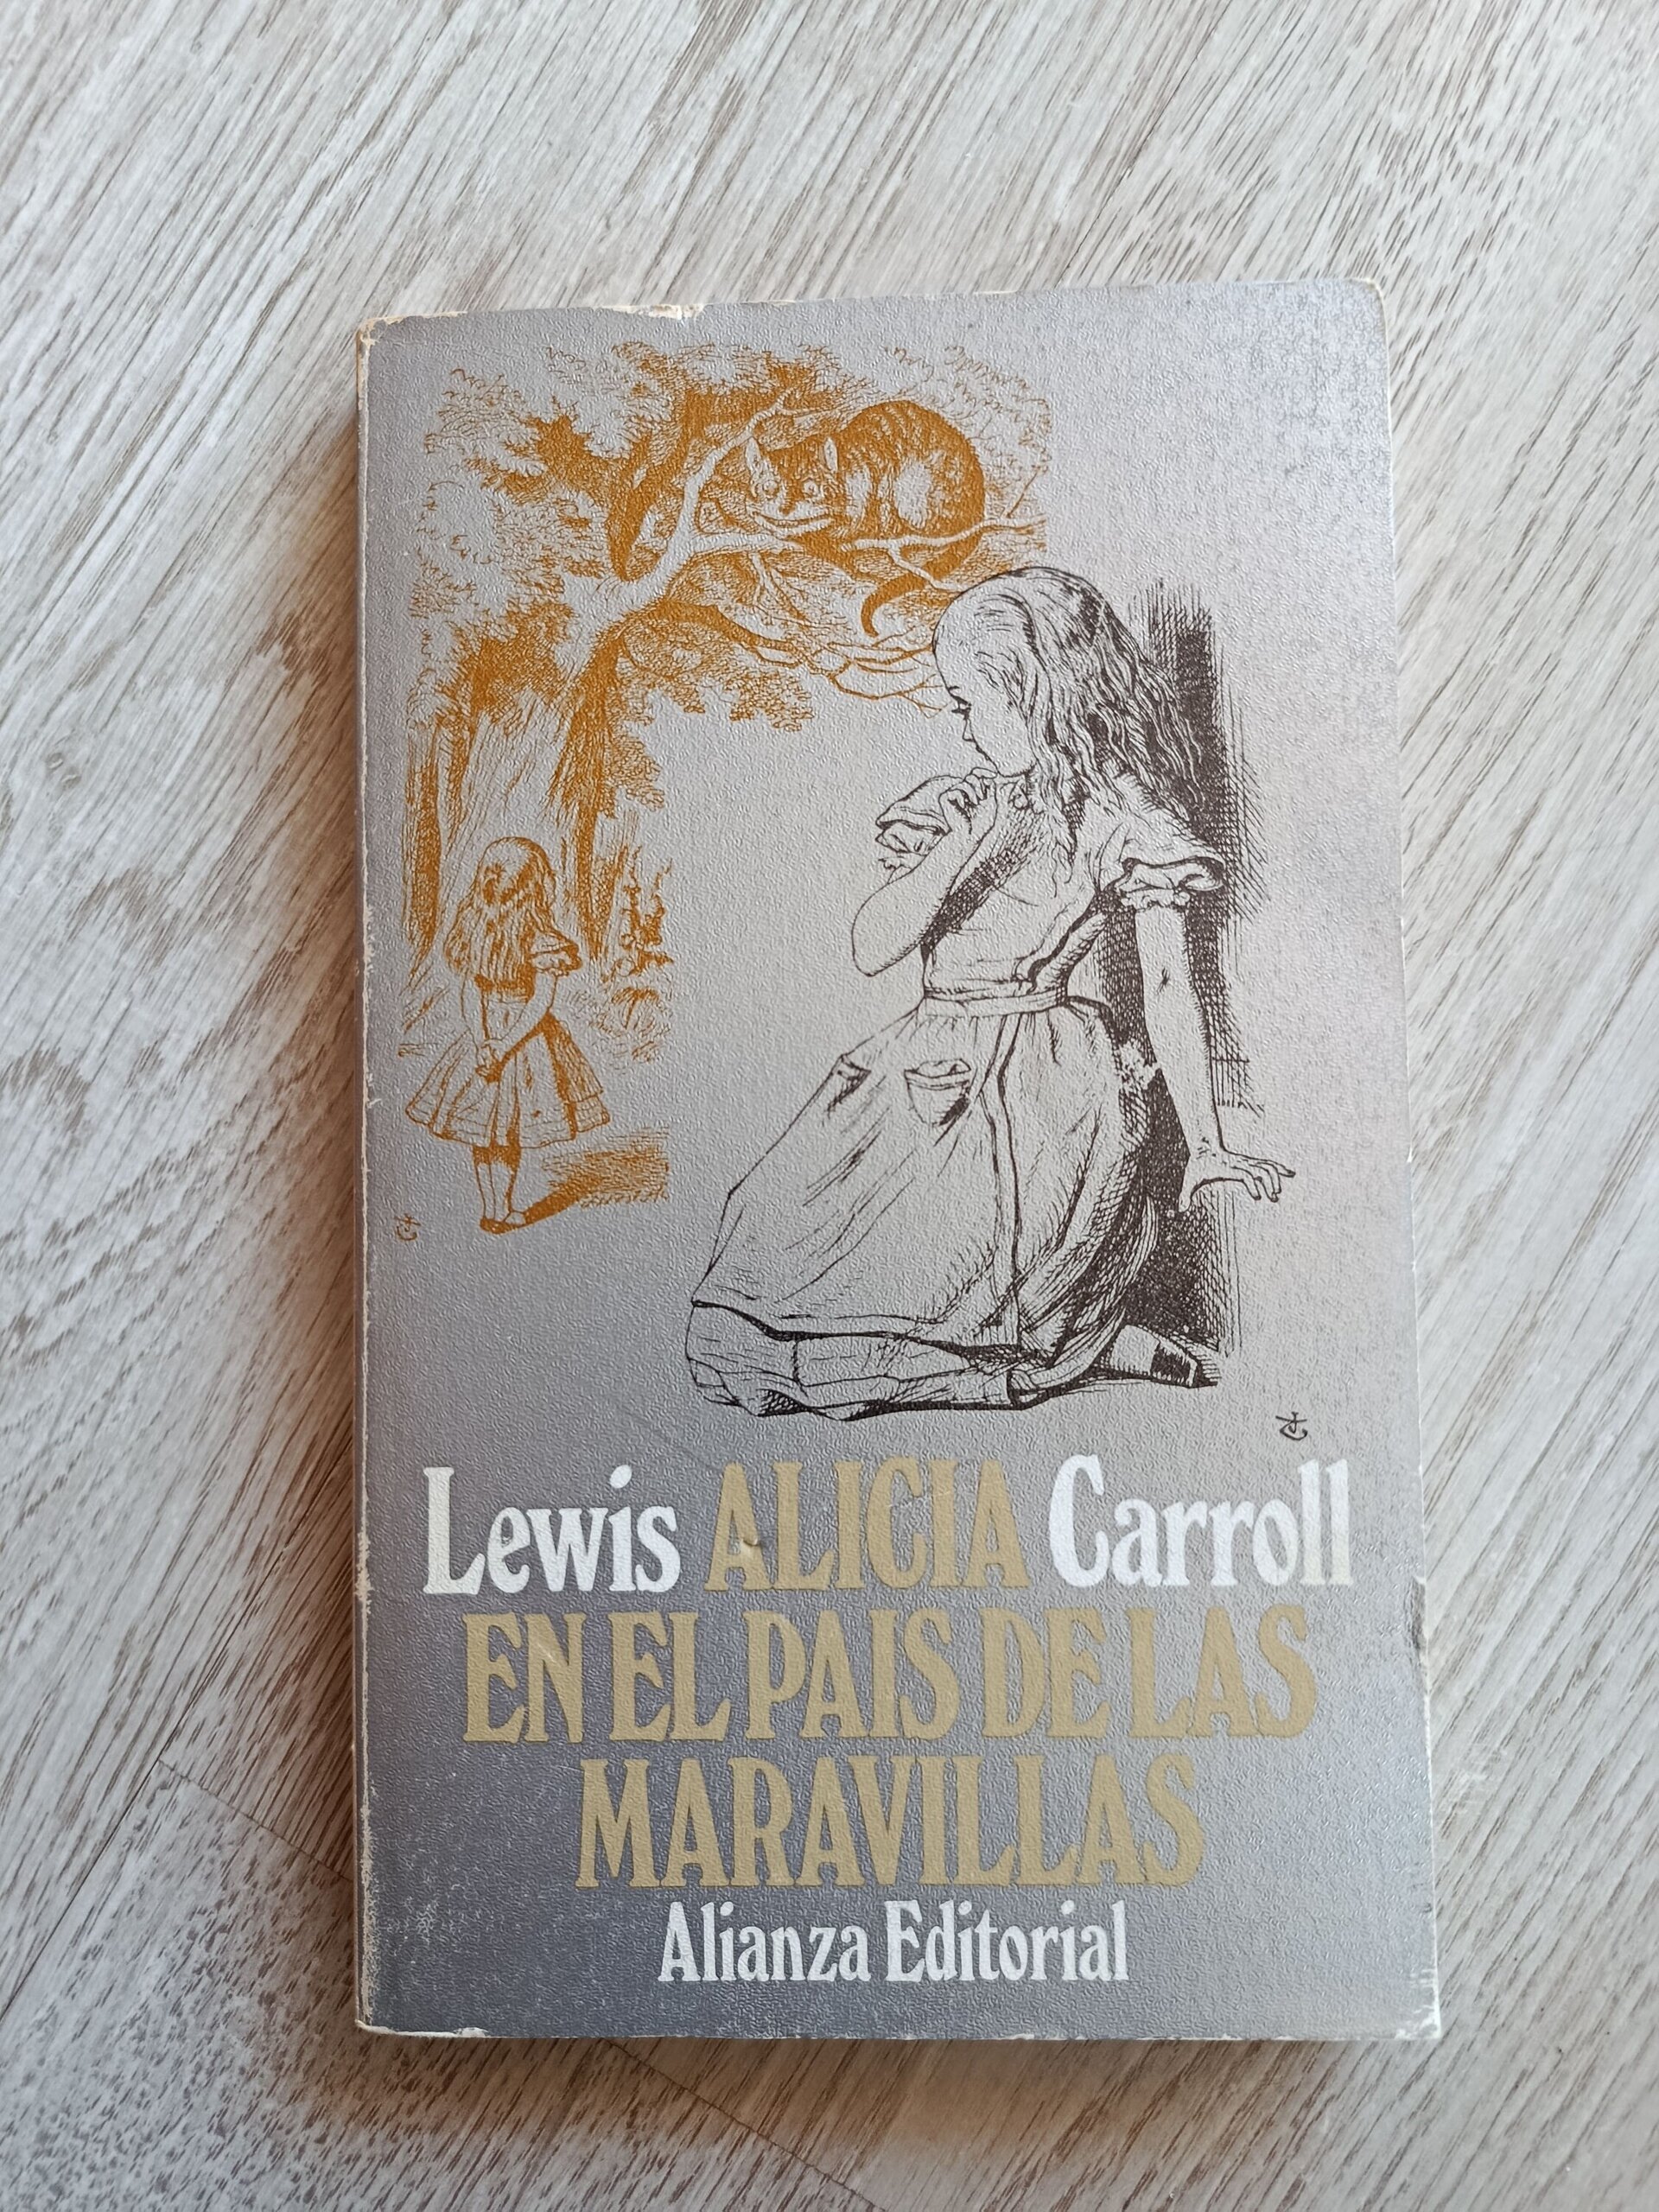 Lewis ALICIA Carroll
EN EL PAIS DE LAS
MARAVILLAS
Alianza Editorial